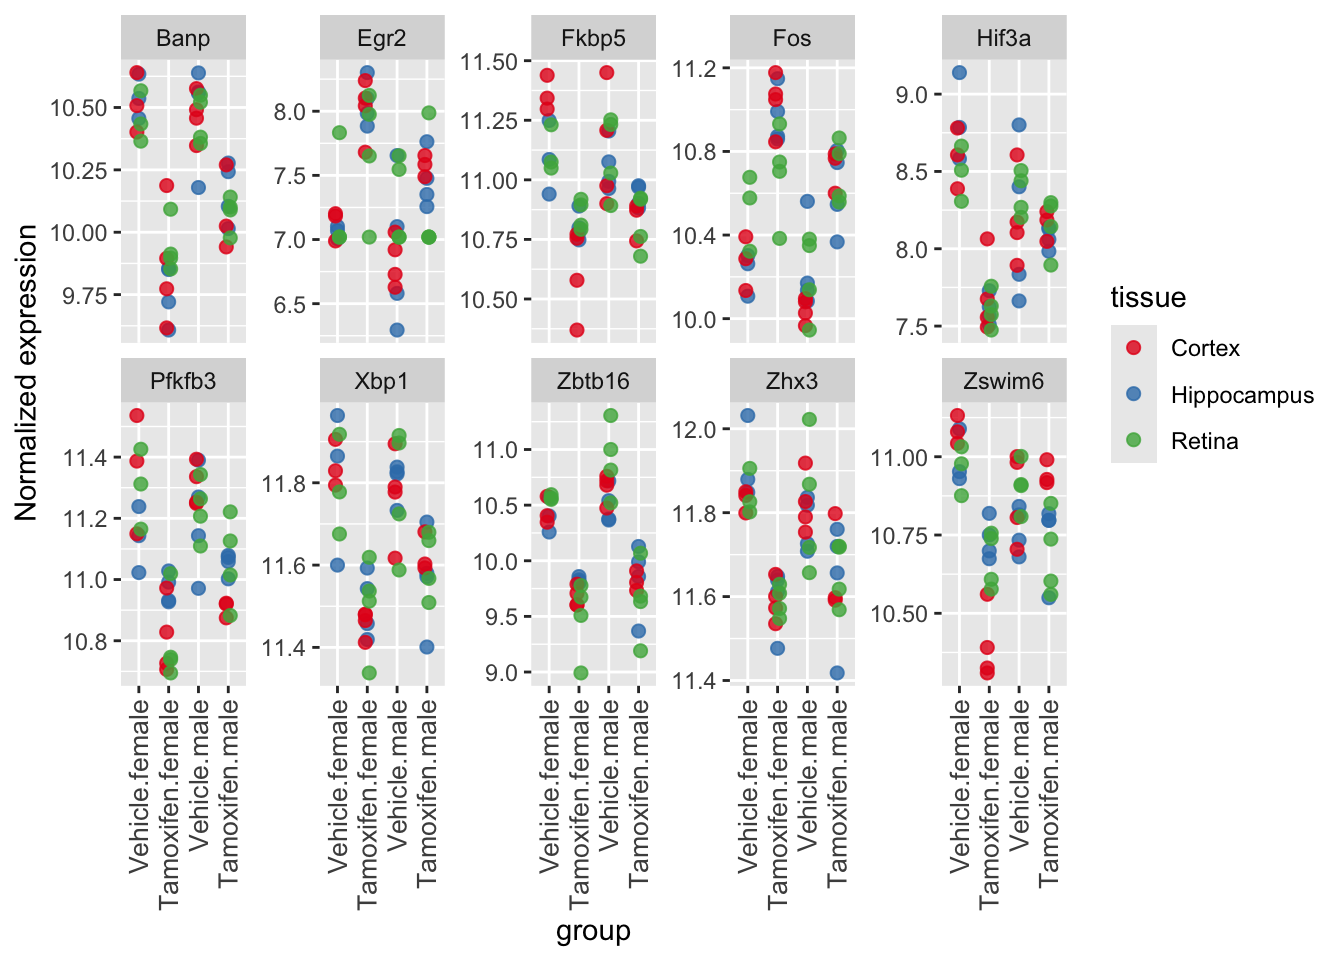 Banp
Egr2
Fkbp5
Fos
Hif3a
10.50
10.25
10.00
9.75
8.0
7.5
7.0
6.5
11.50
11.25
11.00
10.75
10.50
11.2
10.8
10.4
10.0
9.0
8.5
8.0
7.5
Pfkfb3
Xbp1
Zbtb16
Zhx3
Zswim6
11.4
11.2
11.0
10.8
11.8
11.6
11.4
11.0
10.5
10.0
9.5
9.0
12.0
11.8
11.6
11.4
11.00
10.75
10.50
Vehicle.female
Tamoxifen.female
Vehicle.male
Tamoxifen.male
Vehicle.female
Tamoxifen.female
Vehicle.male
Tamoxifen.male
Vehicle.female
Tamoxifen.female
Vehicle.male
Tamoxifen.male
Vehicle.female
Tamoxifen.female
Vehicle.male
Tamoxifen.male
Vehicle.female
Tamoxifen.female
Vehicle.male
Tamoxifen.male
group
Normalized expression
tissue
Cortex
Hippocampus
Retina